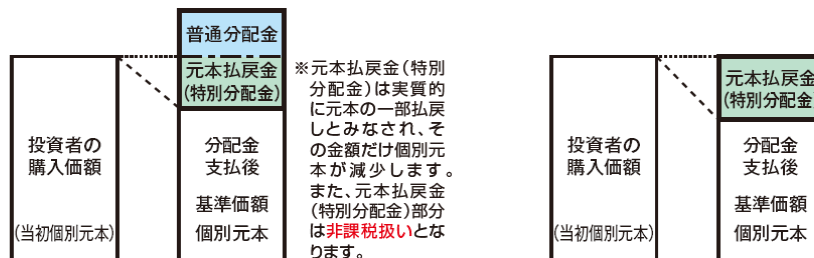 普通分配金
元本払戻金
(特別分配金)
投資者の
購入価額
(当初個別元本)
分配金
支払後
基準価額
個別元本
※元本払戻金(特別
分配金)は実質的
に元本の一部払戻
しとみなされ、そ
の金額だけ個別元
本が減少します。
また、元本払戻金
(特別分配金)部分
は非課税扱いとな
ります。
投資者の
購入価額
(当初個別元本)
元本払戻金
(特別分配金
分配金
支払後
基準価額
個別元本